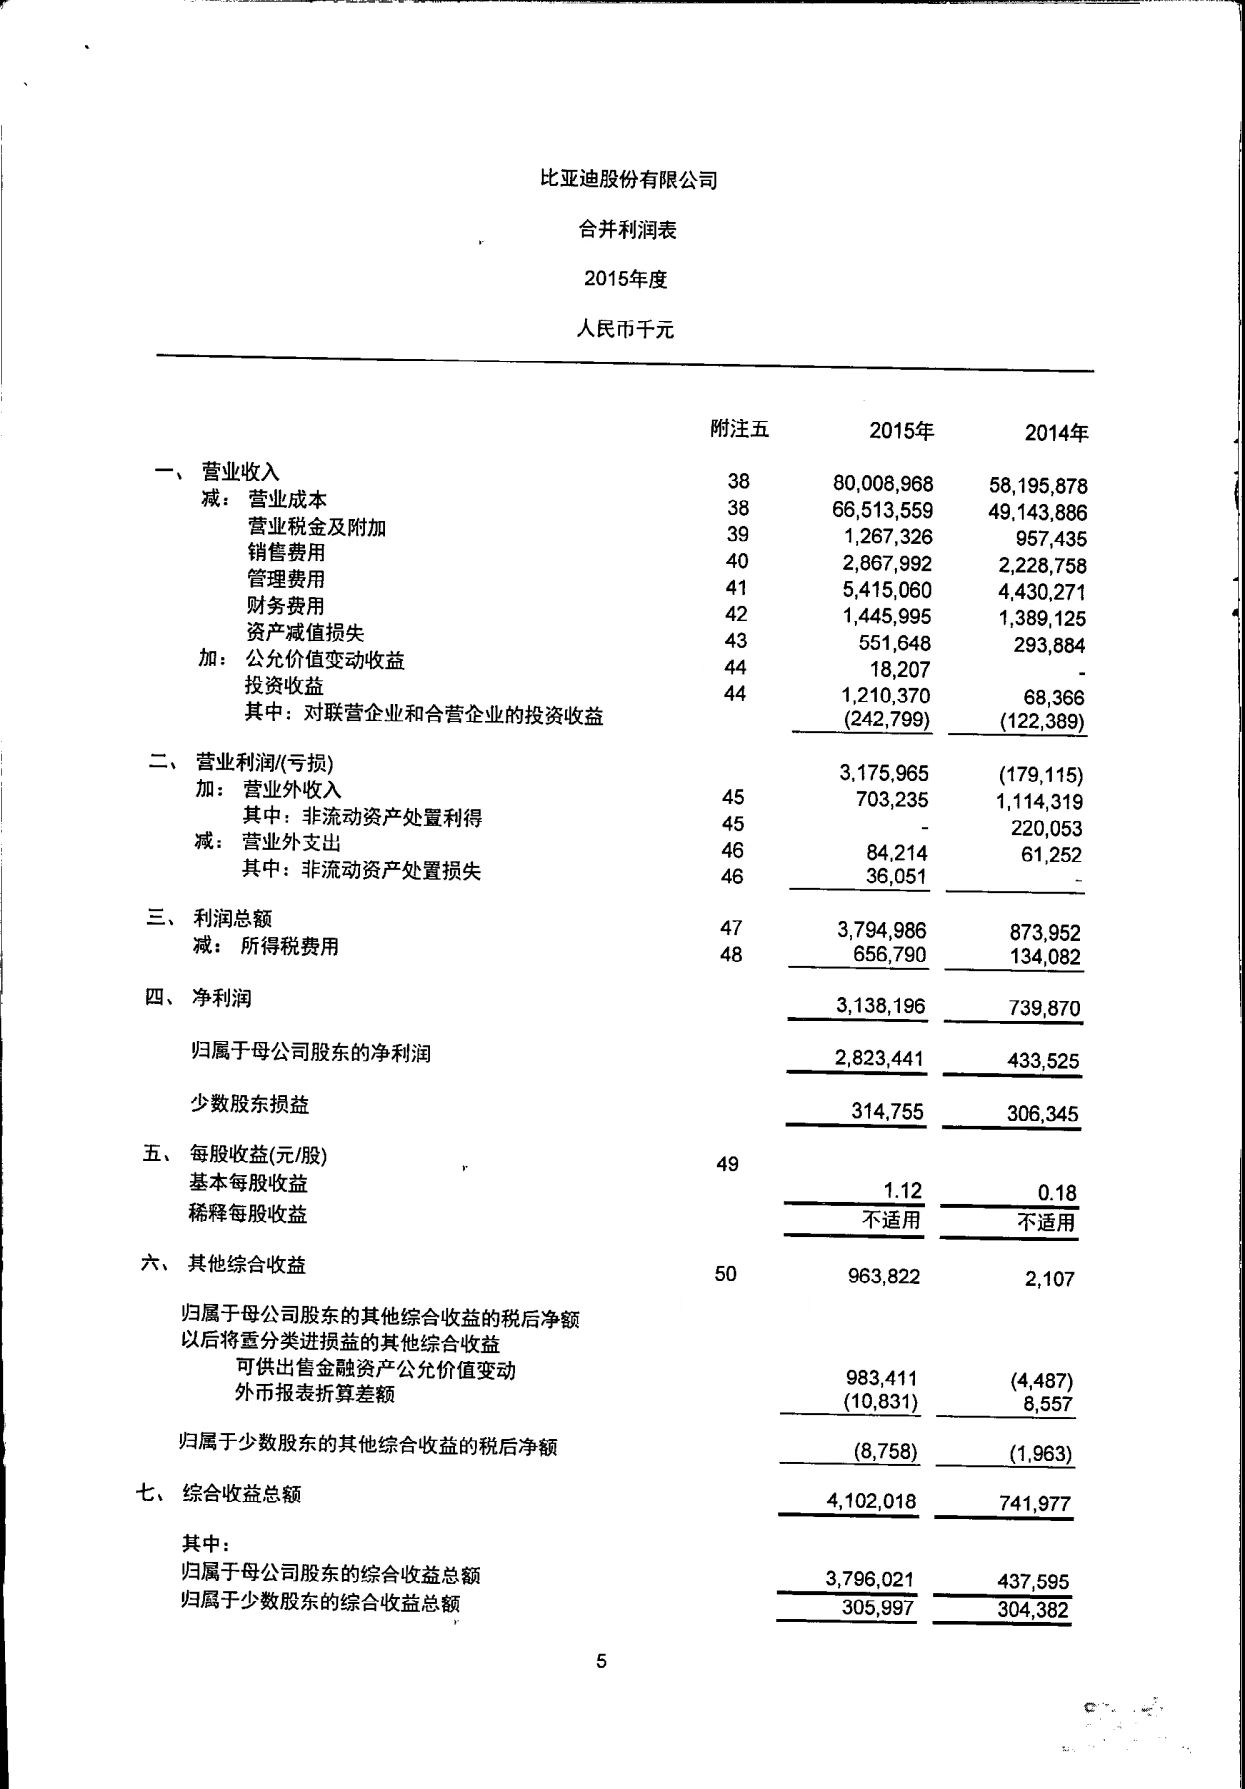 比亚迪股份有限公司
合并利润表
2015年度
人民币千元
附注五 2015年 2014年
一、 营业收入 38 80,008,968 58,195,878
减： 营业成本 38 66,513,559 49,143,886
营业税金及附加 39 1,267,326 957,435
销售费用 40 2,867,992 2,228,758
管理费用 41 5,415,060 4,430,271
财务费用 42 1,445,995 1,389,125
资产减值损失 43 551,648 293,884
加： 公允价值变动收益 44 18,207 -
投资收益 44 1,210,370 68,366
其中：对联营企业和合营企业的投资收益 (242,799) (122,389)
二、 营业利润/(亏损) 3,175,965 (179,115)
加： 营业外收入 45 703,235 1,114,319
其中：非流动资产处置利得 45 - 220,053
减： 营业外支出 46 84,214 61,252
其中：非流动资产处置损失 46 36,051 -
三、 利润总额 47 3,794,986 873,952
减： 所得税费用 48 656,790 134,082
四、 净利润 3,138,196 739,870
归属于母公司股东的净利润 2,823,441 433,525
少数股东损益 314,755 306,345
五、 每股收益(元/股) 49
基本每股收益 1.12 0.18
稀释每股收益 不适用 不适用
六、 其他综合收益 50 963,822 2,107
归属于母公司股东的其他综合收益的税后净额
以后将重分类进损益的其他综合收益
可供出售金融资产公允价值变动 983,411 (4,487)
外币报表折算差额 (10,831) 8,557
归属于少数股东的其他综合收益的税后净额 (8,758) (1,963)
七、 综合收益总额 4,102,018 741,977
其中：
归属于母公司股东的综合收益总额 3,796,021 437,595
归属于少数股东的综合收益总额 305,997 304,382
5